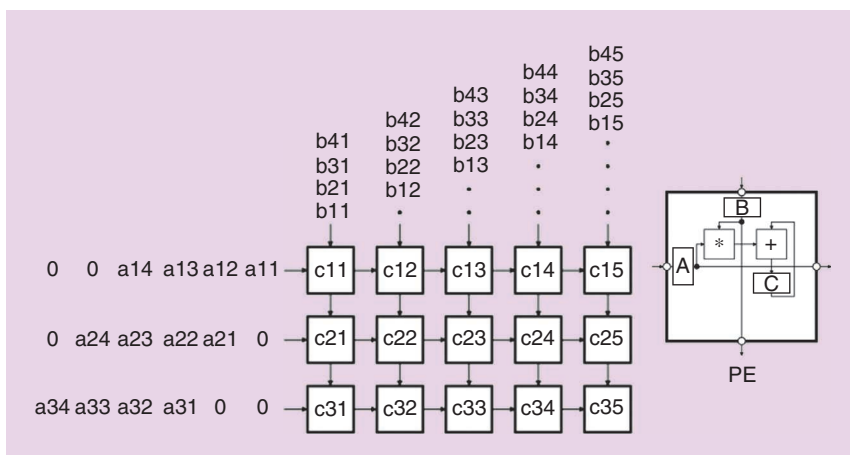 b45
b44 b35
b43 b34 b25
b42 b33 b24 b15
b41 b32 b23 b14
b31 b22 b13
b21 b12
b11
0 0 a14 a13 a12 a11 c11 c12 c13 c14 c15
0 a24 a23 a22 a21 0 c21 c22 c23 c24 c25
a34 a33 a32 a31 0 0 c31 c32 c33 c34 c35
B
* +
A
C
PE